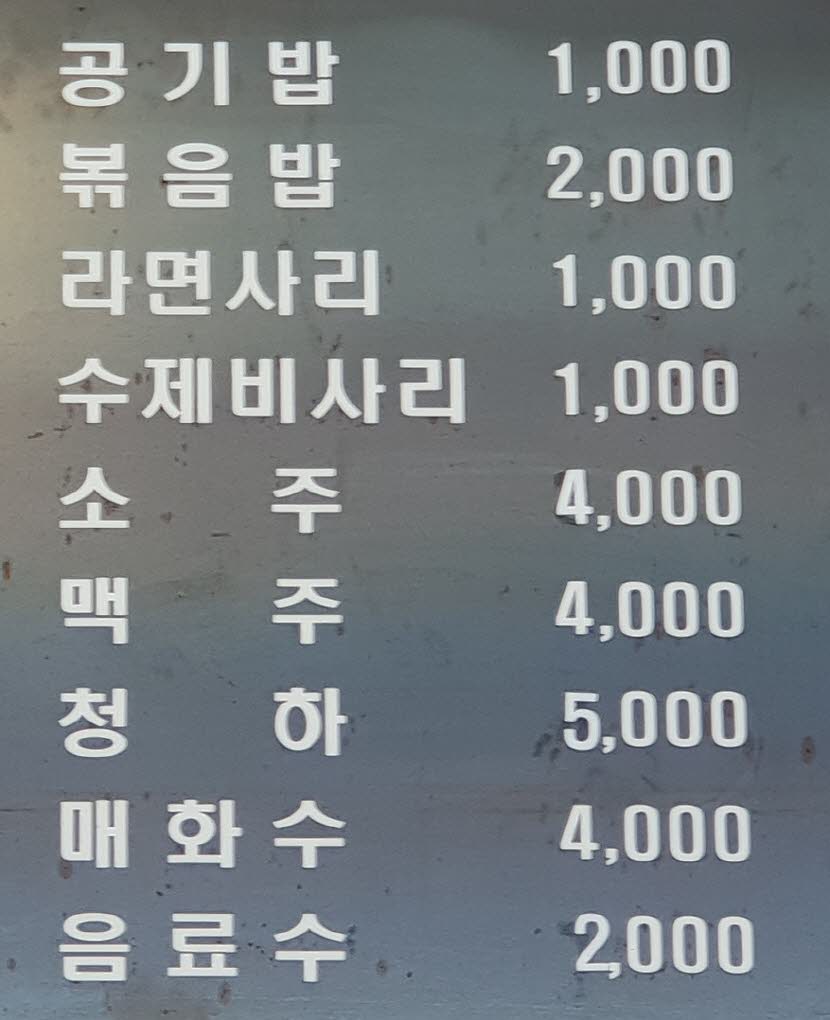 공기밥 1,000
볶음밥 2,000
라면사리 1,000
수제비사리 1,000
소주 4,000
맥주 4,000
청하 5,000
매화수 4,000
음료수 2,000